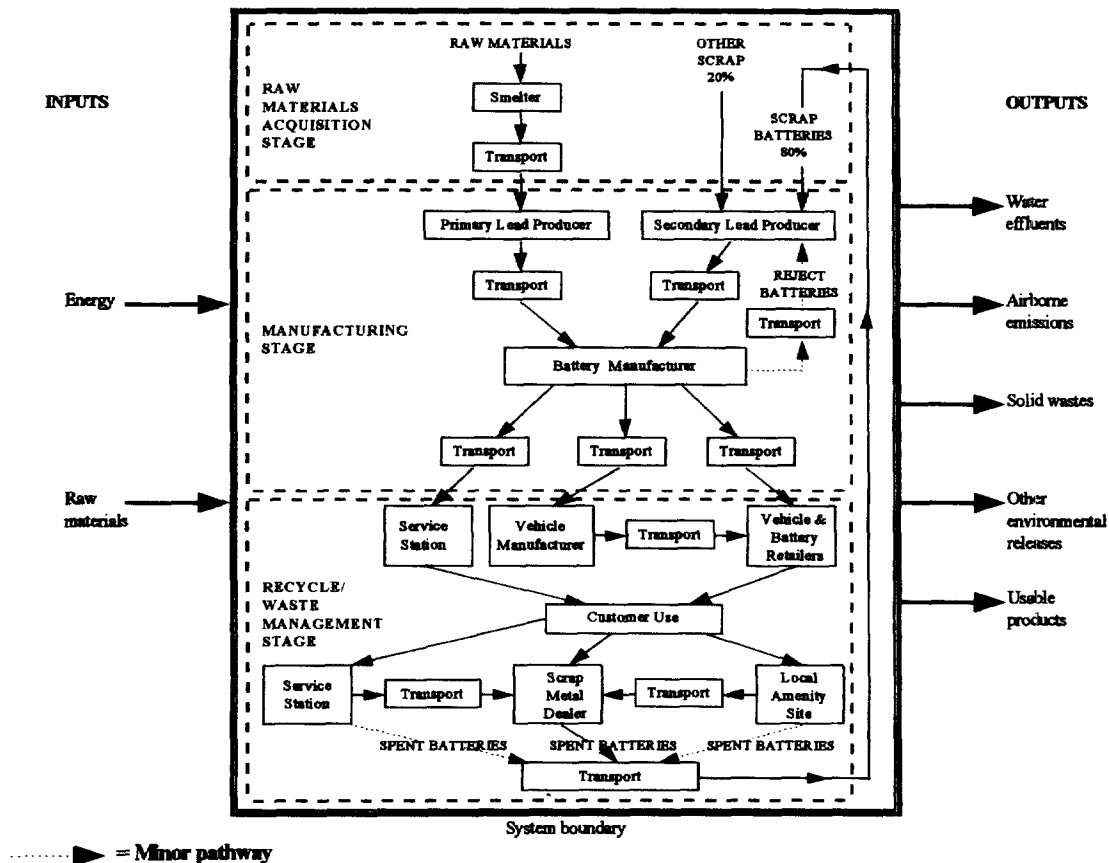 RAW MATERIALS
OTHER
SCRAP
20%
INPUTS
OUTPUTS
RAW
MATERIALS
ACQUISITION
STAGE
Smelter
SCRAP
BATTERIES
80%
Transport
Primary Lead Producer
Secondary Lead Producer
Water
effluents
Transport
Transport
REJECT
BATTERIES
Energy
Airborne
emissions
Transport
MANUFACTURING
STAGE
Battery Manufacturer
Solid wastes
Transport
Transport
Transport
Raw
materials
Other
environmental
releases
Service
Station
Vehicle
Manufacturer
Transport
Vehicle &
Battery
Retailers
RECYCLE/
WASTE
MANAGEMENT
STAGE
Customer Use
Usable
products
Service
Station
Transport
Scrap
Metal
Dealer
Transport
Local
Amenity
Site
SPENT BATTERIES
SPENT BATTERIES
SPENT BATTERIES
Transport
System boundary
= Minor pathway